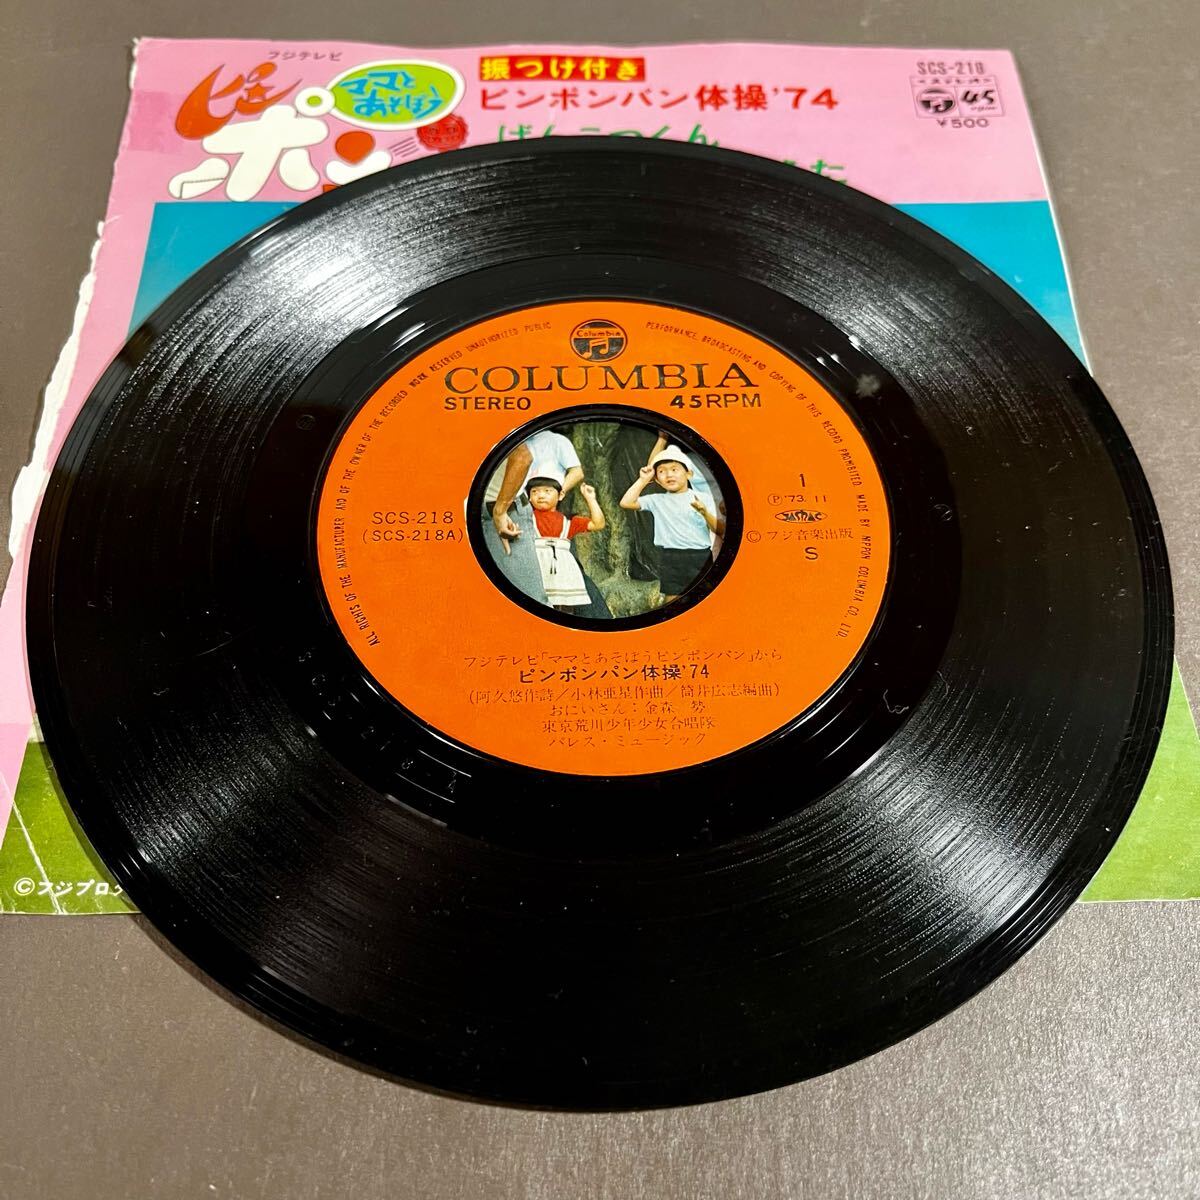 フジテレビ
ママと
あそぼう
ピン
ポン
振つけ付き
ピンポンパン体操'74
SCS-218
￥500
Columbia
COLUMBIA
STEREO 45RPM
ALL RIGHTS OF THE MANUFACTURER AND OF THE OWNER OF THE RECORDED WORK RESERVED UNAUTHORIZED PUBLIC PERFORMANCE, BROADCASTING AND COPYING OF THIS RECORD PROHIBITED. MADE BY NIPPON COLUMBIA CO., LTD.
SCS-218
(SCS-218A)
1
Ⓟ'73.11
JASRAC
©フジ音楽出版
S
フジテレビ「ママとあそぼうピンポンパン」から
ピンポンパン体操'74
(阿久悠作詩／小林亜星作曲／筒井広志編曲)
おにいさん：金森 勢
東京荒川少年少女合唱隊
パレス・ミュージック
©フジプロダ